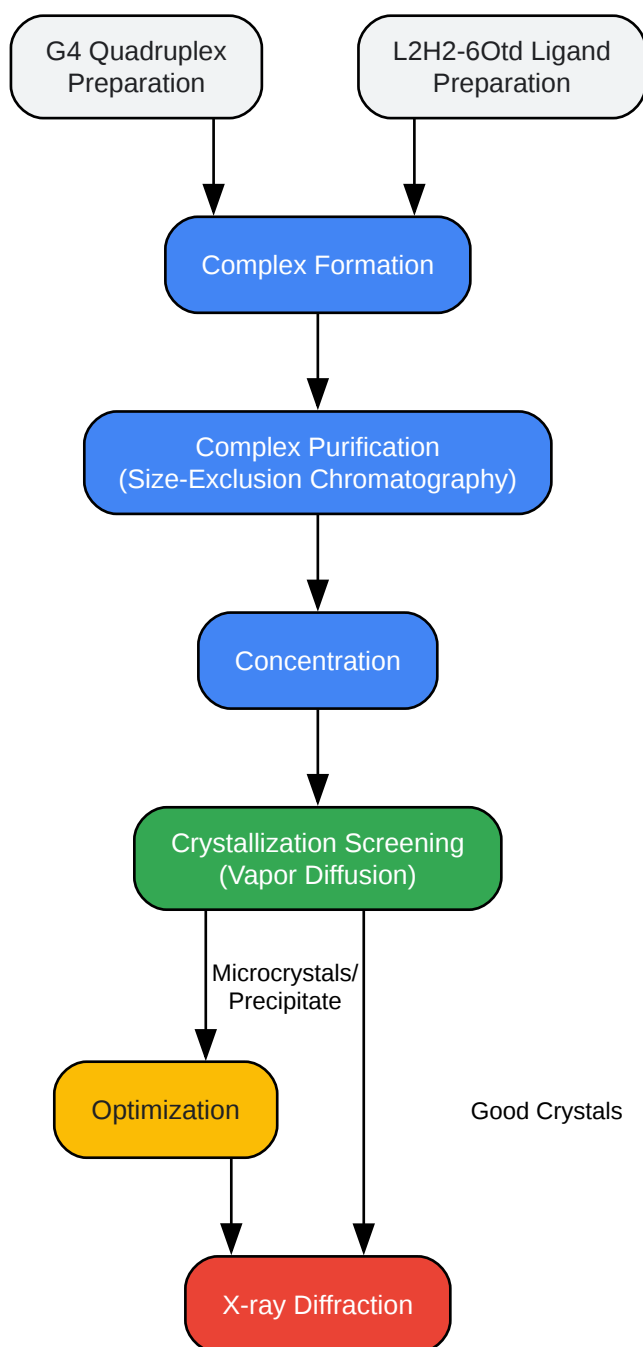 G4 Quadruplex
Preparation
L2H2-6Otd Ligand
Preparation
Complex Formation
Complex Purification
(Size-Exclusion Chromatography)
Concentration
Crystallization Screening
(Vapor Diffusion)
Microcrystals/
Precipitate
Optimization
Good Crystals
X-ray Diffraction